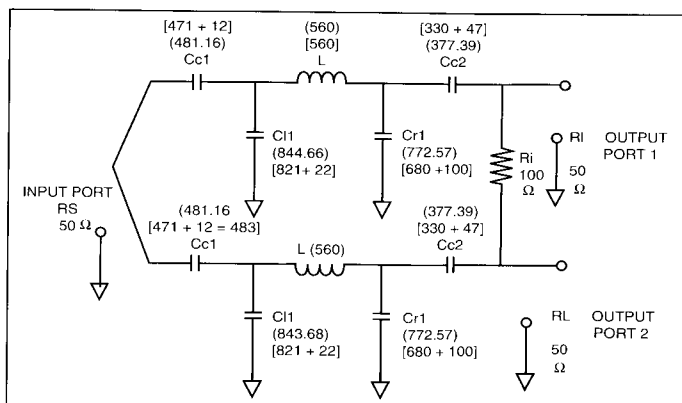 [471 + 12]
(481.16)
Cc1
(560)
[560]
L
[330 + 47]
(377.39)
Cc2
Cl1
(844.66)
[821+ 22]
Cr1
(772.57)
[680 +100]
Ri
100
Ω
Rl
50
Ω
OUTPUT
PORT 1
INPUT PORT
RS
50 Ω
(481.16
[471 + 12 = 483]
Cc1
L (560)
(377.39)
[330 + 47]
Cc2
Cl1
(843.68)
[821 + 22]
Cr1
(772.57)
[680 + 100]
RL
50
Ω
OUTPUT
PORT 2